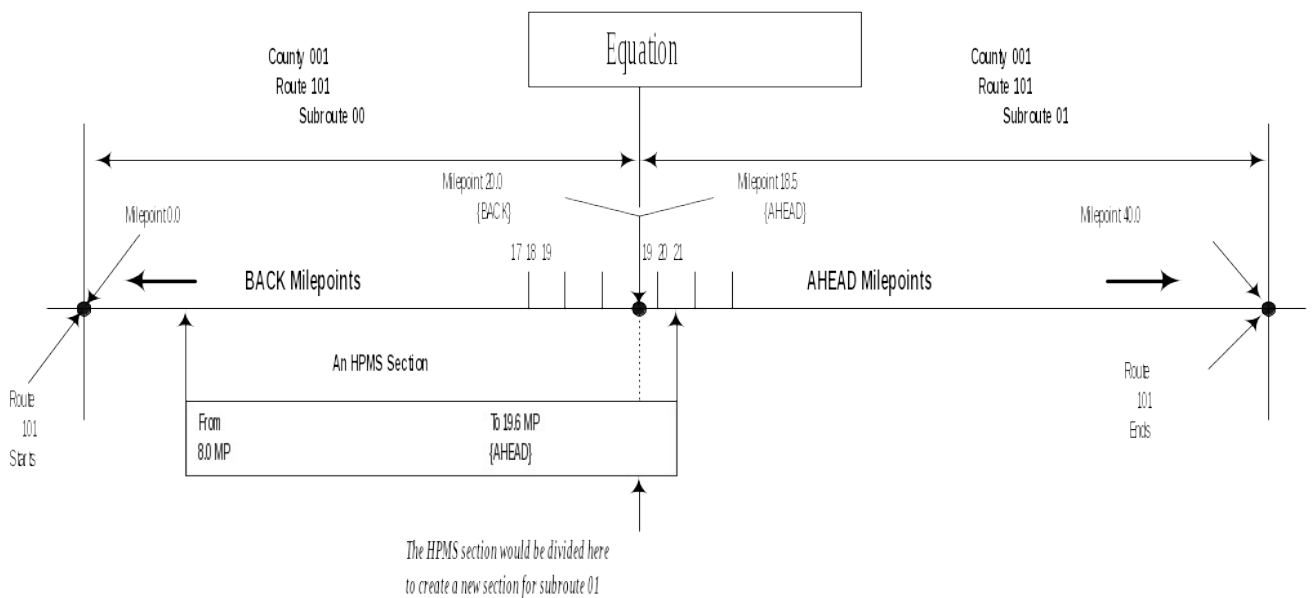 Equation
County 001
Route 101
Subroute 00
County 001
Route 101
Subroute 01
Milepoint 20.0
{BACK}
Milepoint 18.5
{AHEAD}
Milepoint 0.0
Milepoint 40.0
17 18 19
19 20 21
BACK Milepoints
AHEAD Milepoints
An HPMS Section
Route
101
Starts
Route
101
Ends
From
8.0 MP
To 19.6 MP
{AHEAD}
The HPMS section would be divided here
to create a new section for subroute 01